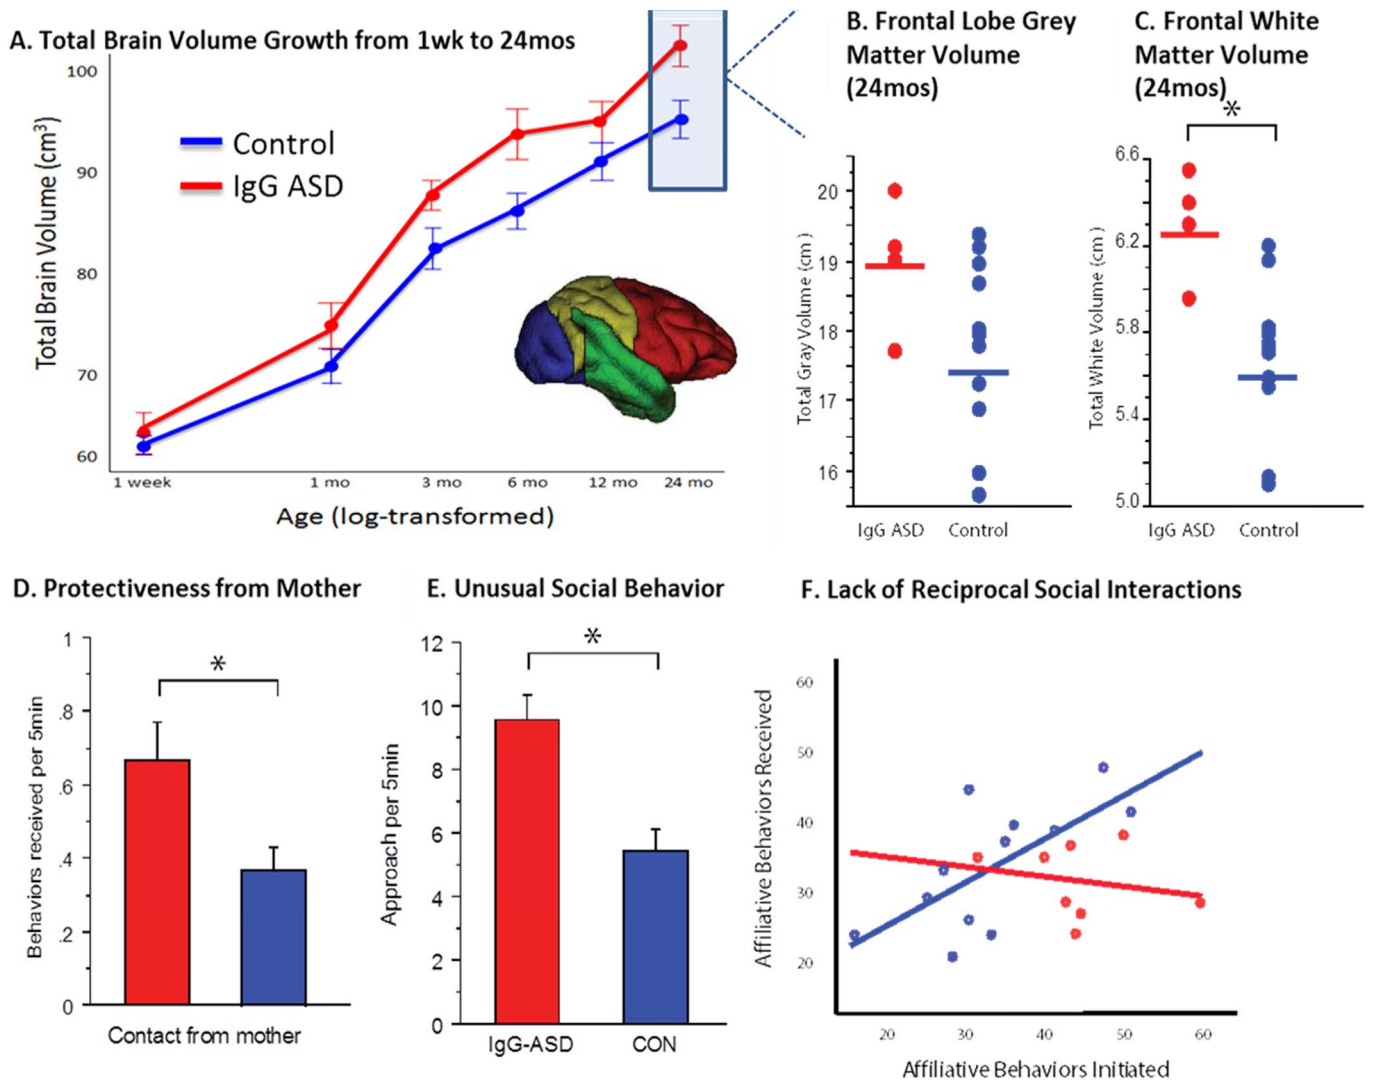 A. Total Brain Volume Growth from 1wk to 24mos
100
90
80
70
60
Total Brain Volume (cm³)
Control
IgG ASD
1 week
1 mo
3 mo
6 mo
12 mo
24 mo
Age (log-transformed)
B. Frontal Lobe Grey
Matter Volume
(24mos)
20
19
18
17
16
Total Gray Volume (cm )
IgG ASD
Control
C. Frontal White
Matter Volume
(24mos)
*
6.6
6.2
5.8
5.4
5.0
Total White Volume (cm )
IgG ASD
Control
D. Protectiveness from Mother
*
1
.8
.6
.4
.2
0
Behaviors received per 5min
Contact from mother
E. Unusual Social Behavior
*
12
10
8
6
4
2
0
Approach per 5min
IgG-ASD
CON
F. Lack of Reciprocal Social Interactions
60
50
40
30
20
Affiliative Behaviors Received
20
30
40
50
60
Affiliative Behaviors Initiated